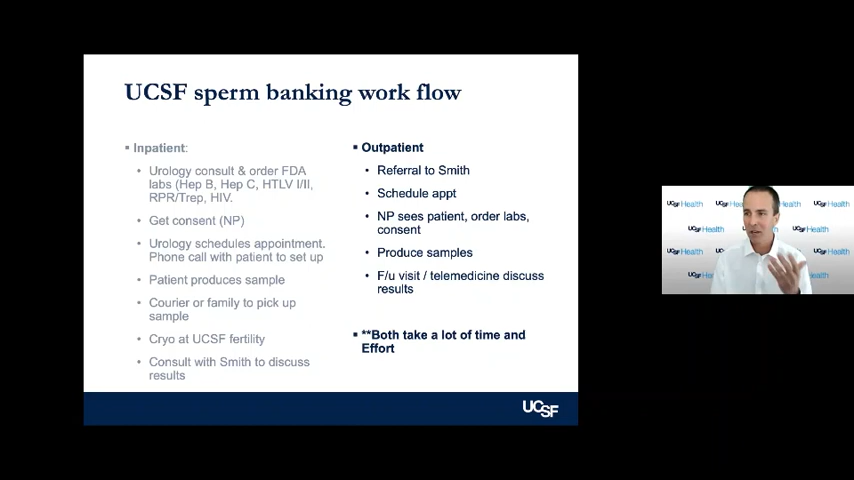 UCSF sperm banking work flow
▪ Inpatient:
• Urology consult & order FDA
labs (Hep B, Hep C, HTLV I/II,
RPR/Trep, HIV.
• Get consent (NP)
• Urology schedules appointment.
Phone call with patient to set up
• Patient produces sample
• Courier or family to pick up
sample
• Cryo at UCSF fertility
• Consult with Smith to discuss
results
▪ Outpatient
• Referral to Smith
• Schedule appt
• NP sees patient, order labs,
consent
• Produce samples
• F/u visit / telemedicine discuss
results
▪ **Both take a lot of time and
Effort
UCSF
UCSF Health